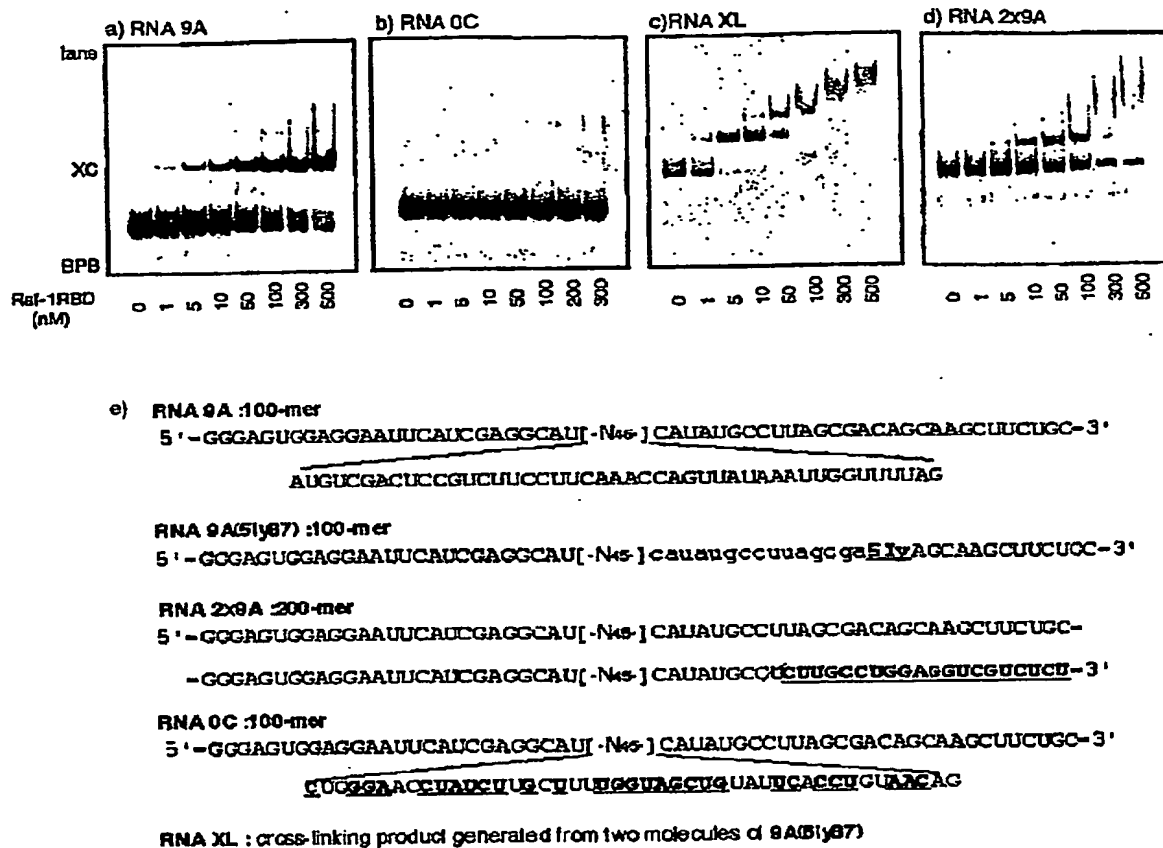 a) RNA 9A
b) RNA 0C
c)RNA XL
d) RNA 2x9A
lane
XC
BPB
Raf-1RBD
(nM)
0 1 5 10 50 100 300 500
0 1 5 10 50 100 200 300
0 1 5 10 50 100 300 500
0 1 5 10 50 100 300 500
e) RNA 9A :100-mer
5'-GGGAGUGGAGGAAUUCAUCGAGGCAU[-N45-]CAUAUGCCUUAGCGACAGCAAGCUUCUGC-3'
AUGUCGACUCCGUCUUCCUUCAAACCAGUUAUAAAUUGGUUUUAG
RNA 9A(5Iy87) :100-mer
5'-GGGAGUGGAGGAAUUCAUCGAGGCAU[-N45-]cauaugccuuagcga5IyAGCAAGCUUCUGC-3'
RNA 2x9A :200-mer
5'-GGGAGUGGAGGAAUUCAUCGAGGCAU[-N45-]CAUAUGCCUUAGCGACAGCAAGCUUCUGC-
-GGGAGUGGAGGAAUUCAUCGAGGCAU[-N45-]CAUAUGCCUCUUGCCUGGAGGUCGUCUCU-3'
RNA 0C :100-mer
5'-GGGAGUGGAGGAAUUCAUCGAGGCAU[-N45-]CAUAUGCCUUAGCGACAGCAAGCUUCUGC-3'
CUGGGAACCUAUCUUGCUUUUGGUAGCUGUAUUCACCUGUAACAG
RNA XL : cross-linking product generated from two molecules of 9A(5Iy87)